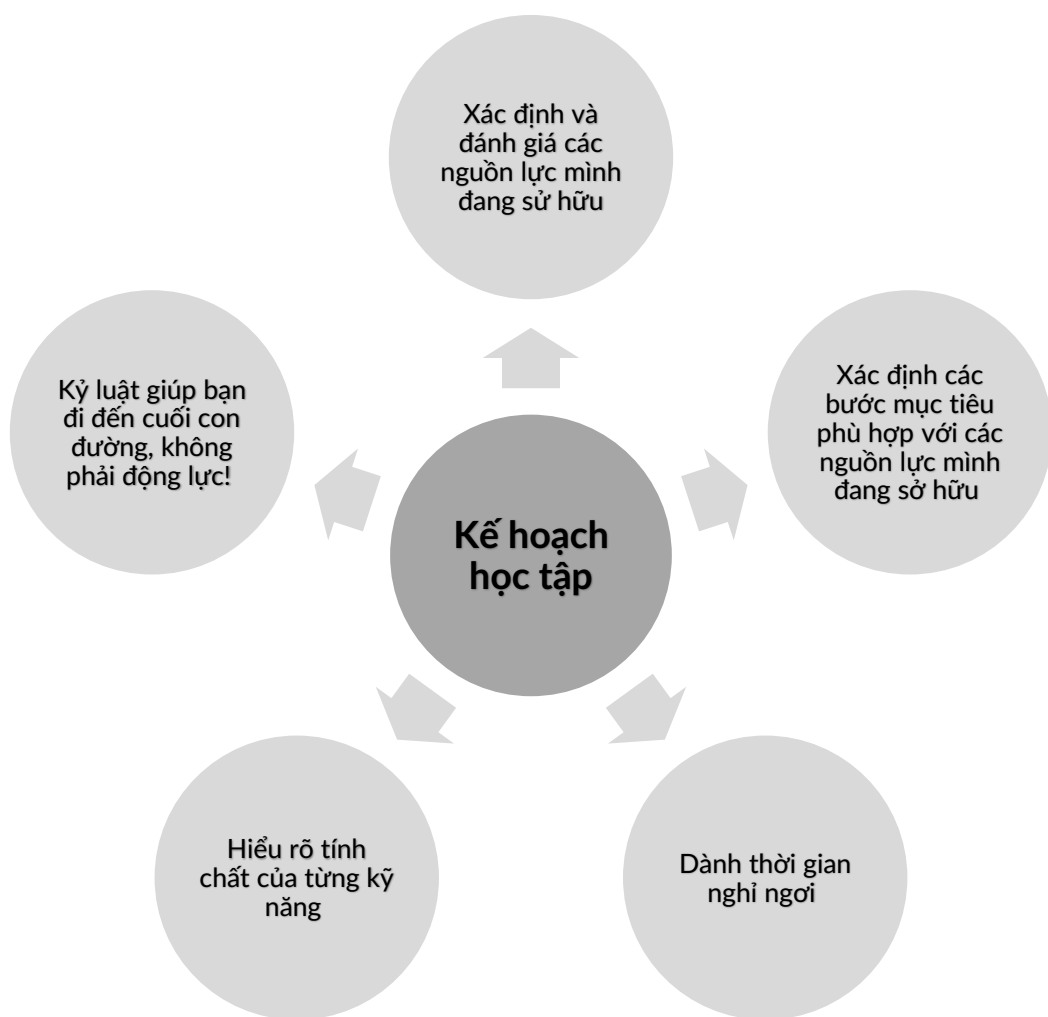 Xác định và
đánh giá các
nguồn lực mình
đang sử hữu
Kỷ luật giúp bạn
đi đến cuối con
đường, không
phải động lực!
Xác định các
bước mục tiêu
phù hợp với các
nguồn lực mình
đang sở hữu
Kế hoạch
học tập
Hiểu rõ tính
chất của từng kỹ
năng
Dành thời gian
nghỉ ngơi